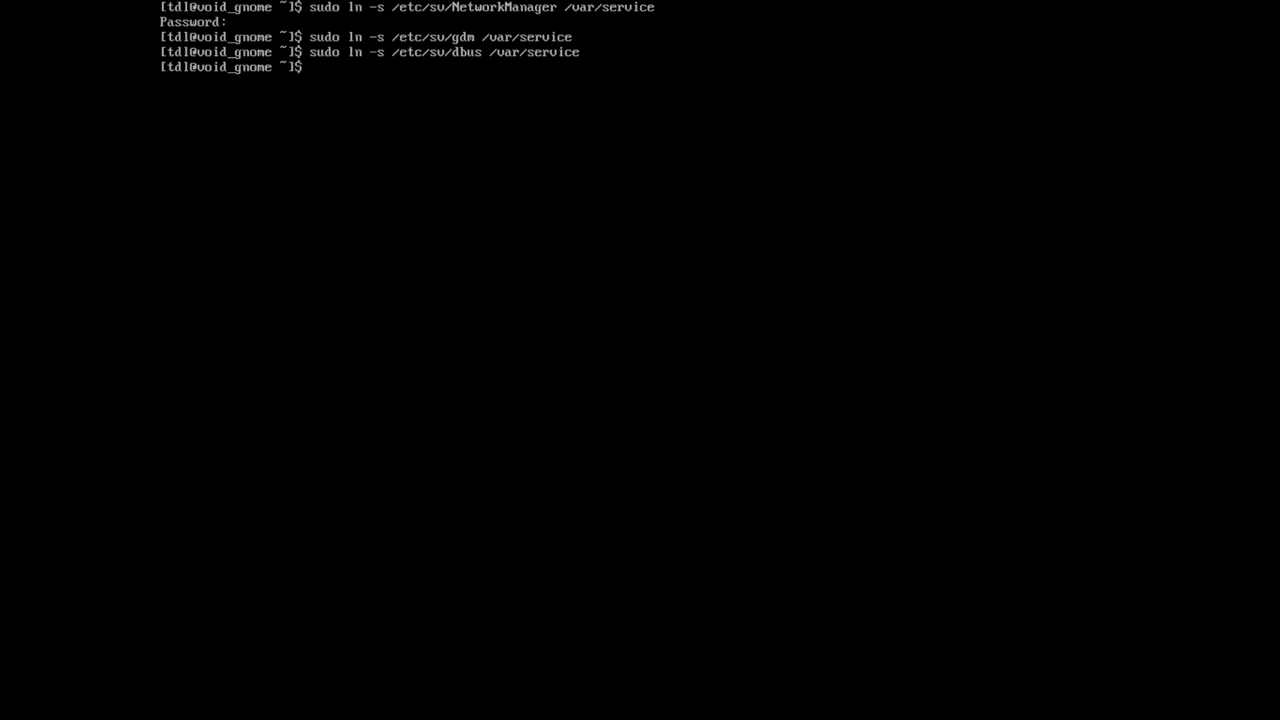 [tdl@void_gnome ~]$ sudo ln -s /etc/sv/NetworkManager /var/service
Password:
[tdl@void_gnome ~]$ sudo ln -s /etc/sv/gdm /var/service
[tdl@void_gnome ~]$ sudo ln -s /etc/sv/dbus /var/service
[tdl@void_gnome ~]$